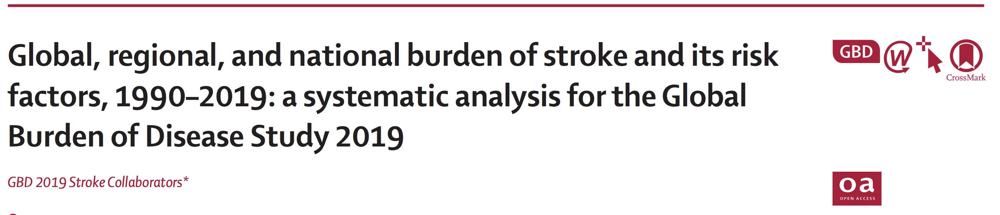 Global, regional, and national burden of stroke and its risk
factors, 1990–2019: a systematic analysis for the Global
Burden of Disease Study 2019
GBD 2019 Stroke Collaborators*
GBD
W
CrossMark
oa
OPEN ACCESS